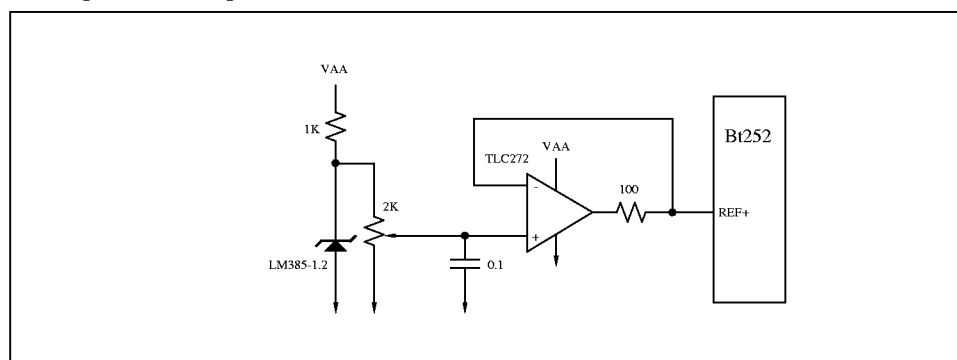 VAA
1K
2K
LM385-1.2
0.1
TLC272
VAA
-
+
100
REF+
Bt252